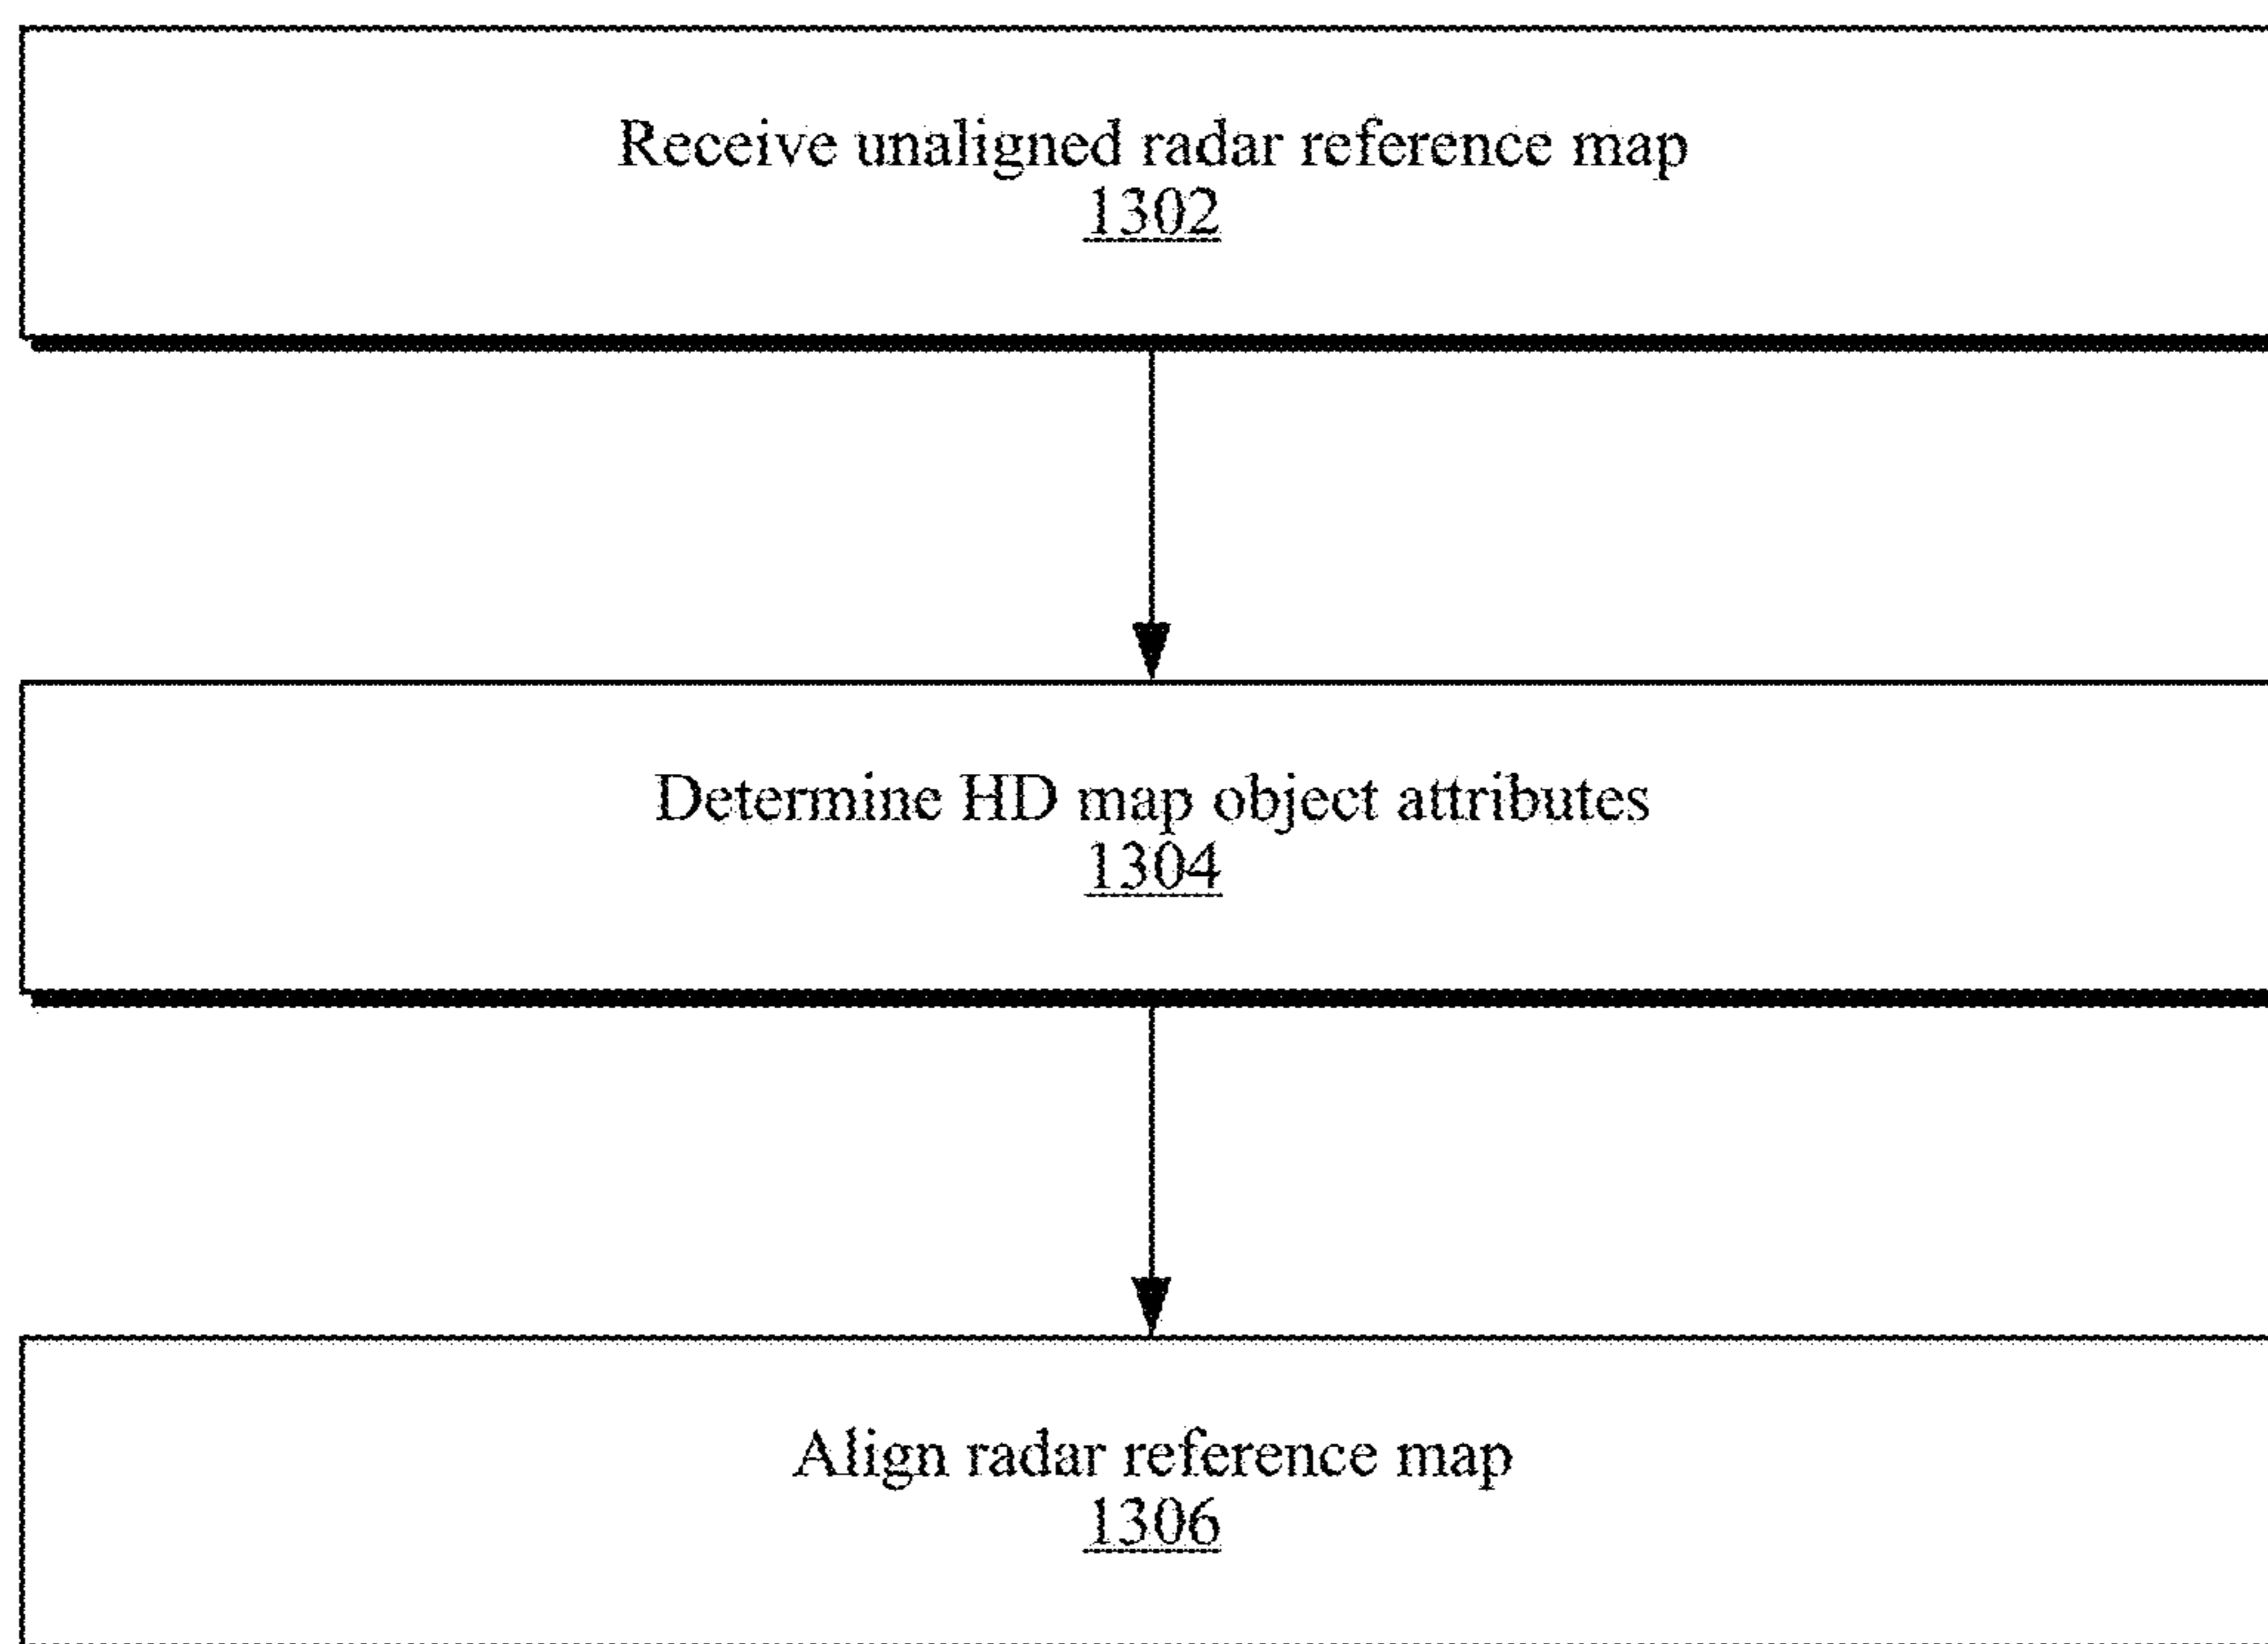 Receive unaligned radar reference map
1302
Determine HD map object attributes
1304
Align radar reference map
1306